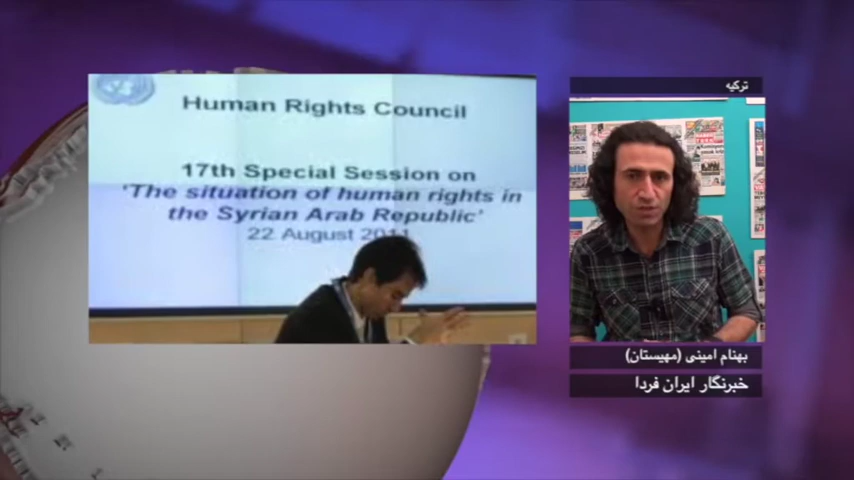 Human Rights Council
17th Special Session on
'The situation of human rights in
the Syrian Arab Republic'
22 August 2011
ترکیه
بهنام امینی (مهیستان)
خبرنگار ایران فردا